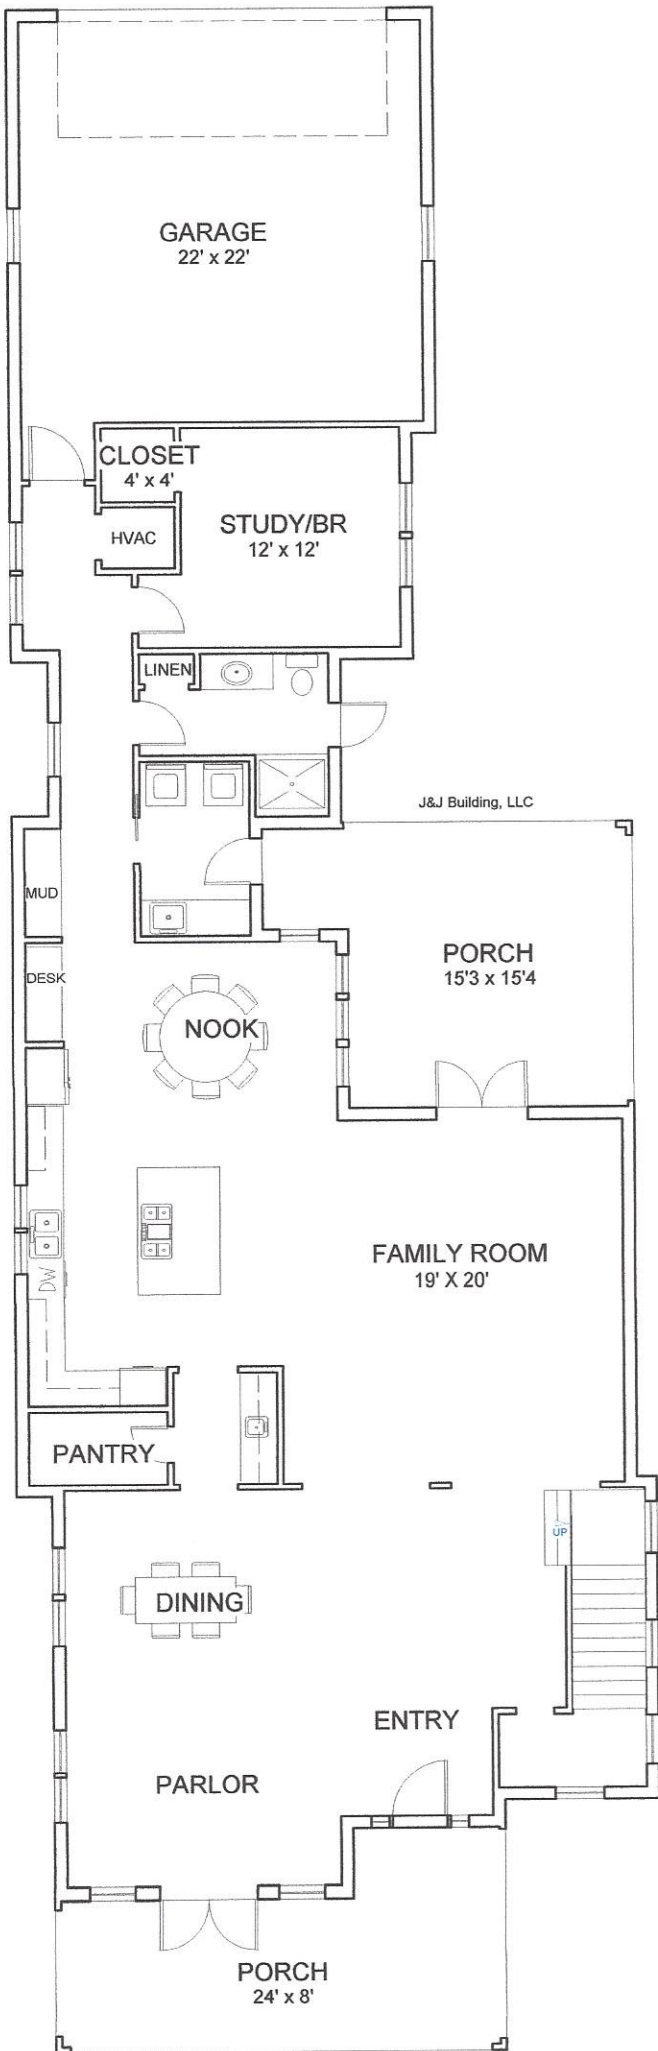 GARAGE
22' x 22'
CLOSET
4' x 4'
HVAC
STUDY/BR
12' x 12'
LINEN
J&J Building, LLC
MUD
DESK
PORCH
15'3 x 15'4
NOOK
FAMILY ROOM
19' X 20'
DW
PANTRY
UP
DINING
ENTRY
PARLOR
PORCH
24' x 8'